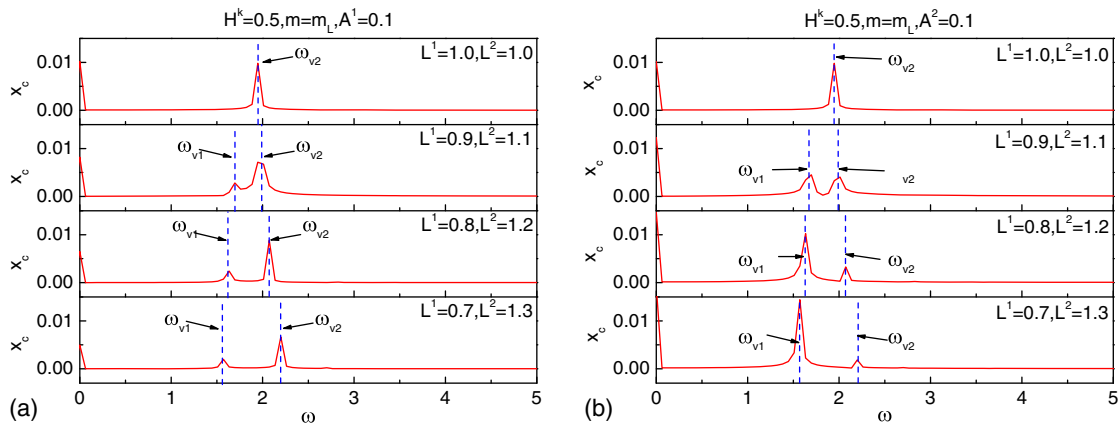 H^k=0.5,m=m_L,A^1=0.1
x_c
0.01
0.00
ω_v2
L^1=1.0,L^2=1.0
x_c
0.01
0.00
ω_v1
ω_v2
L^1=0.9,L^2=1.1
x_c
0.01
0.00
ω_v1
ω_v2
L^1=0.8,L^2=1.2
x_c
0.01
0.00
ω_v1
ω_v2
L^1=0.7,L^2=1.3
0 1 2 3 4 5
(a)
ω
H^k=0.5,m=m_L,A^2=0.1
x_c
0.01
0.00
ω_v2
L^1=1.0,L^2=1.0
x_c
0.01
0.00
ω_v1
v2
L^1=0.9,L^2=1.1
x_c
0.01
0.00
ω_v1
ω_v2
L^1=0.8,L^2=1.2
x_c
0.01
0.00
ω_v1
ω_v2
L^1=0.7,L^2=1.3
0 1 2 3 4 5
(b)
ω